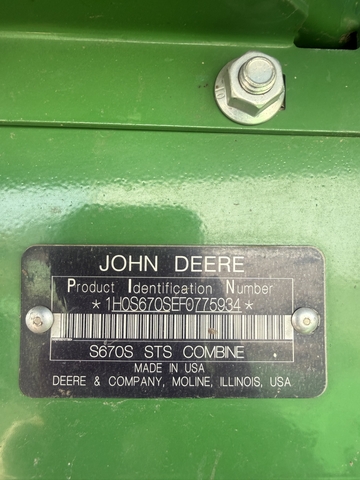 JOHN DEERE
Product Identification Number
*1H0S670SEF0775934*
S670S STS COMBINE
MADE IN USA
DEERE & COMPANY, MOLINE, ILLINOIS, USA